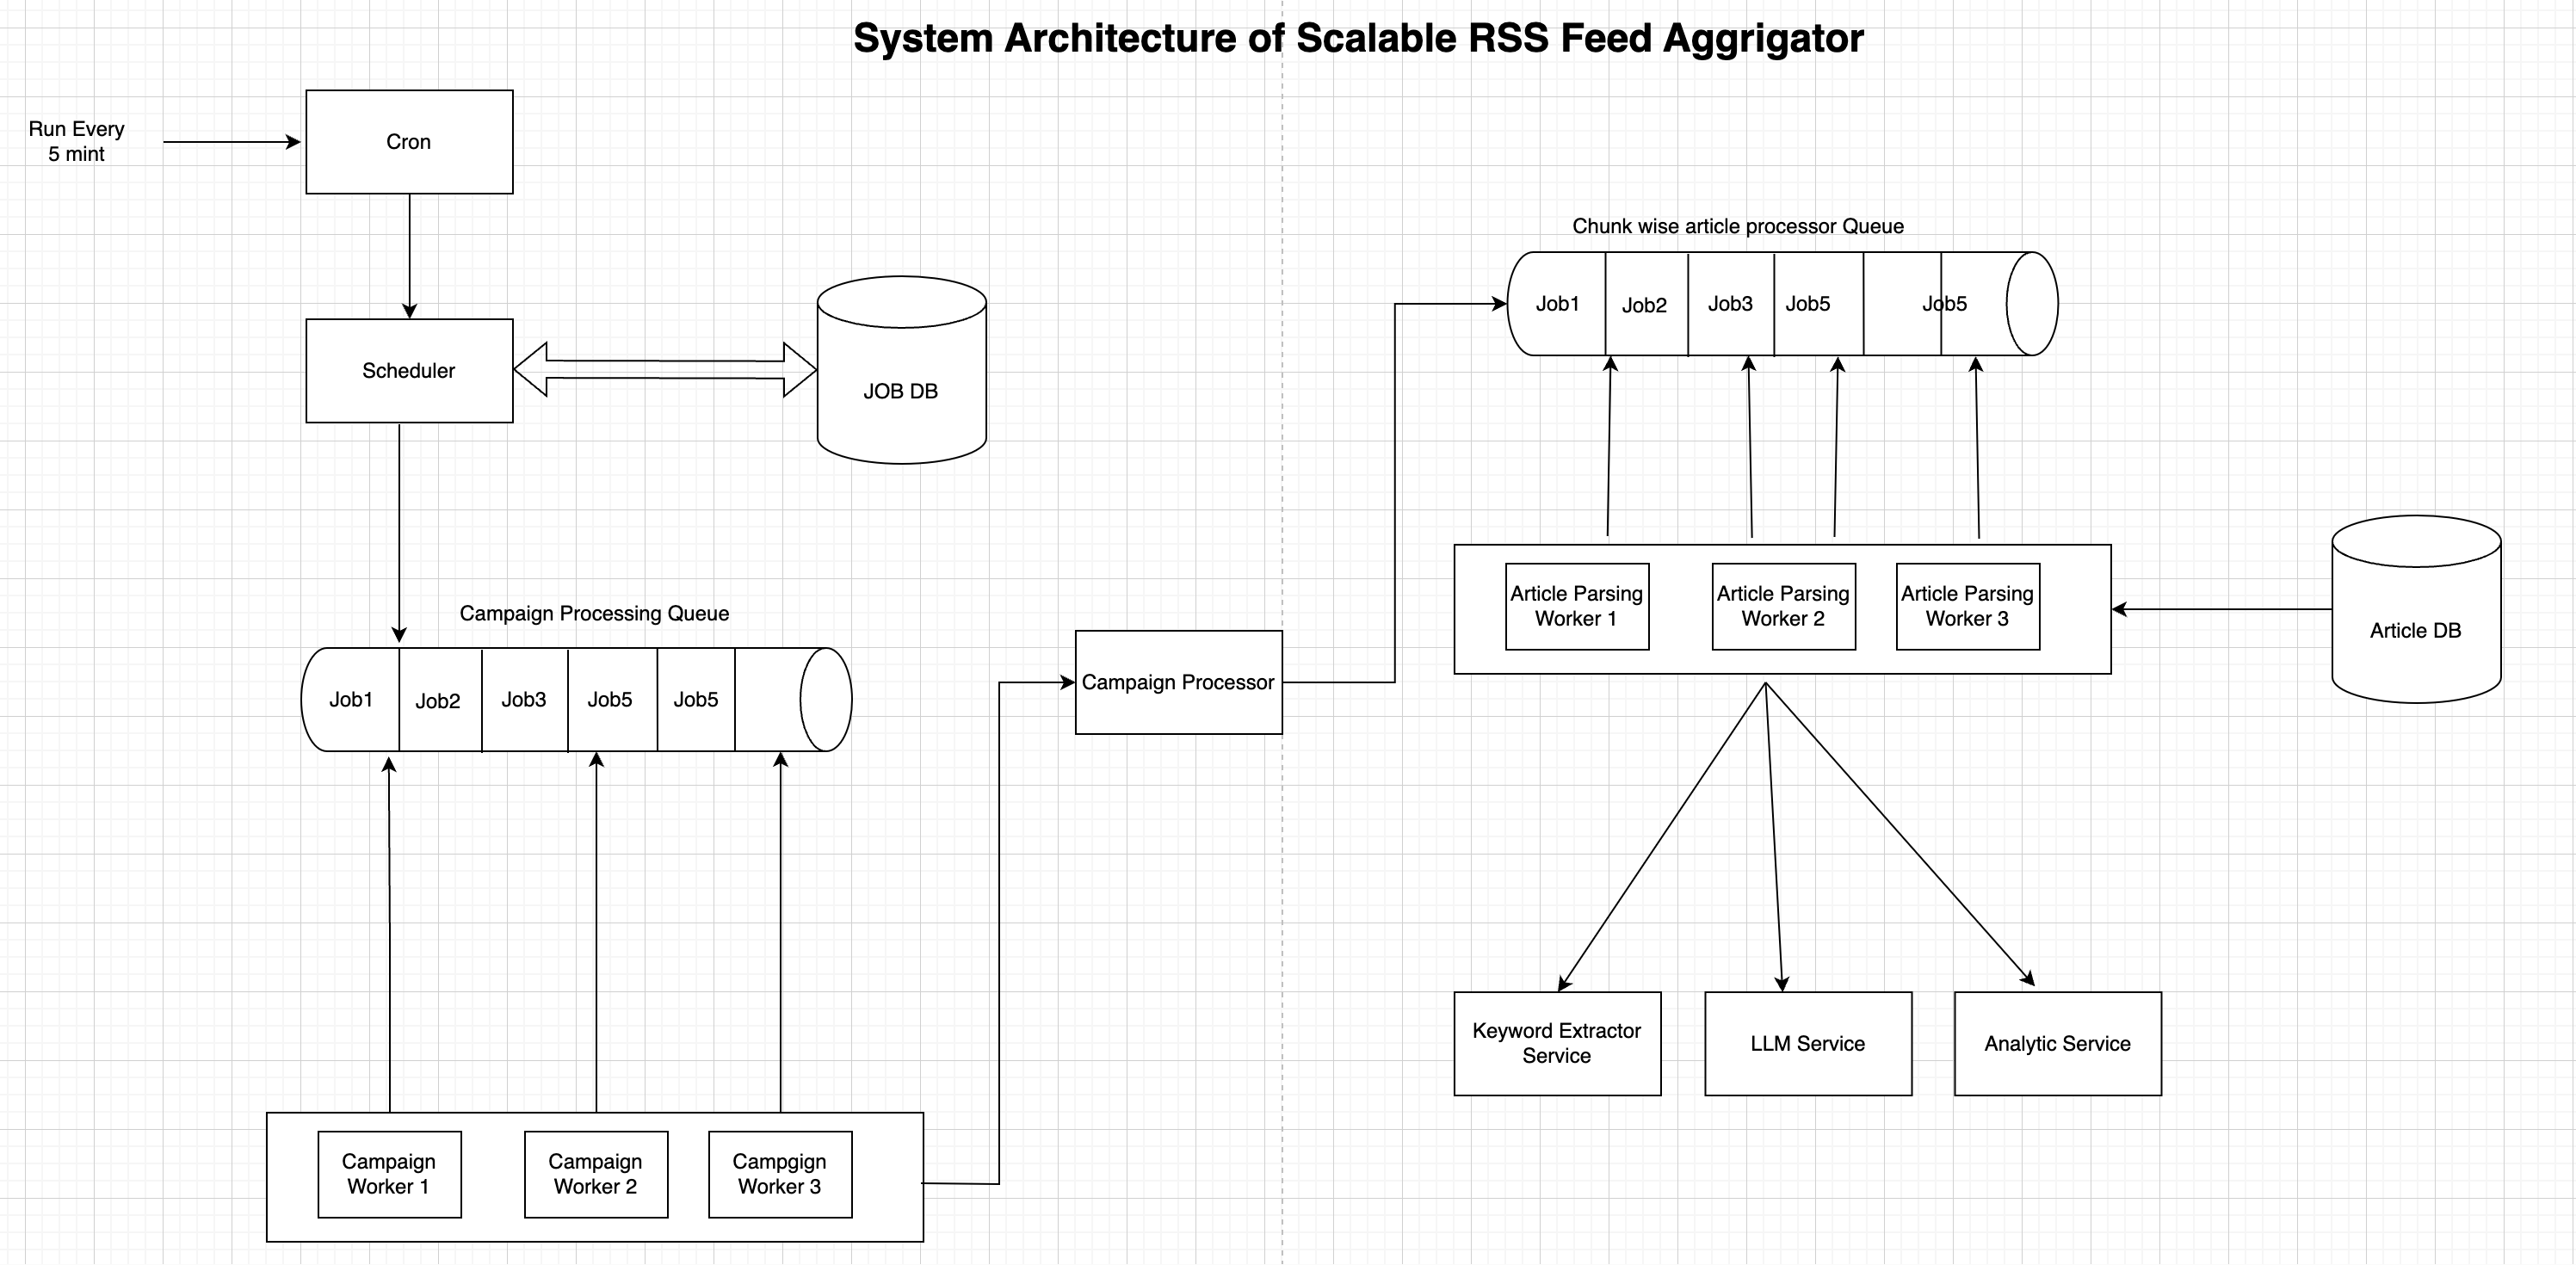 System Architecture of Scalable RSS Feed Aggrigator
Run Every
5 mint
Cron
Scheduler
JOB DB
Campaign Processing Queue
Job1
Job2
Job3
Job5
Job5
Campaign
Worker 1
Campaign
Worker 2
Campgign
Worker 3
Campaign Processor
Chunk wise article processor Queue
Job1
Job2
Job3
Job5
Job5
Article Parsing
Worker 1
Article Parsing
Worker 2
Article Parsing
Worker 3
Article DB
Keyword Extractor
Service
LLM Service
Analytic Service